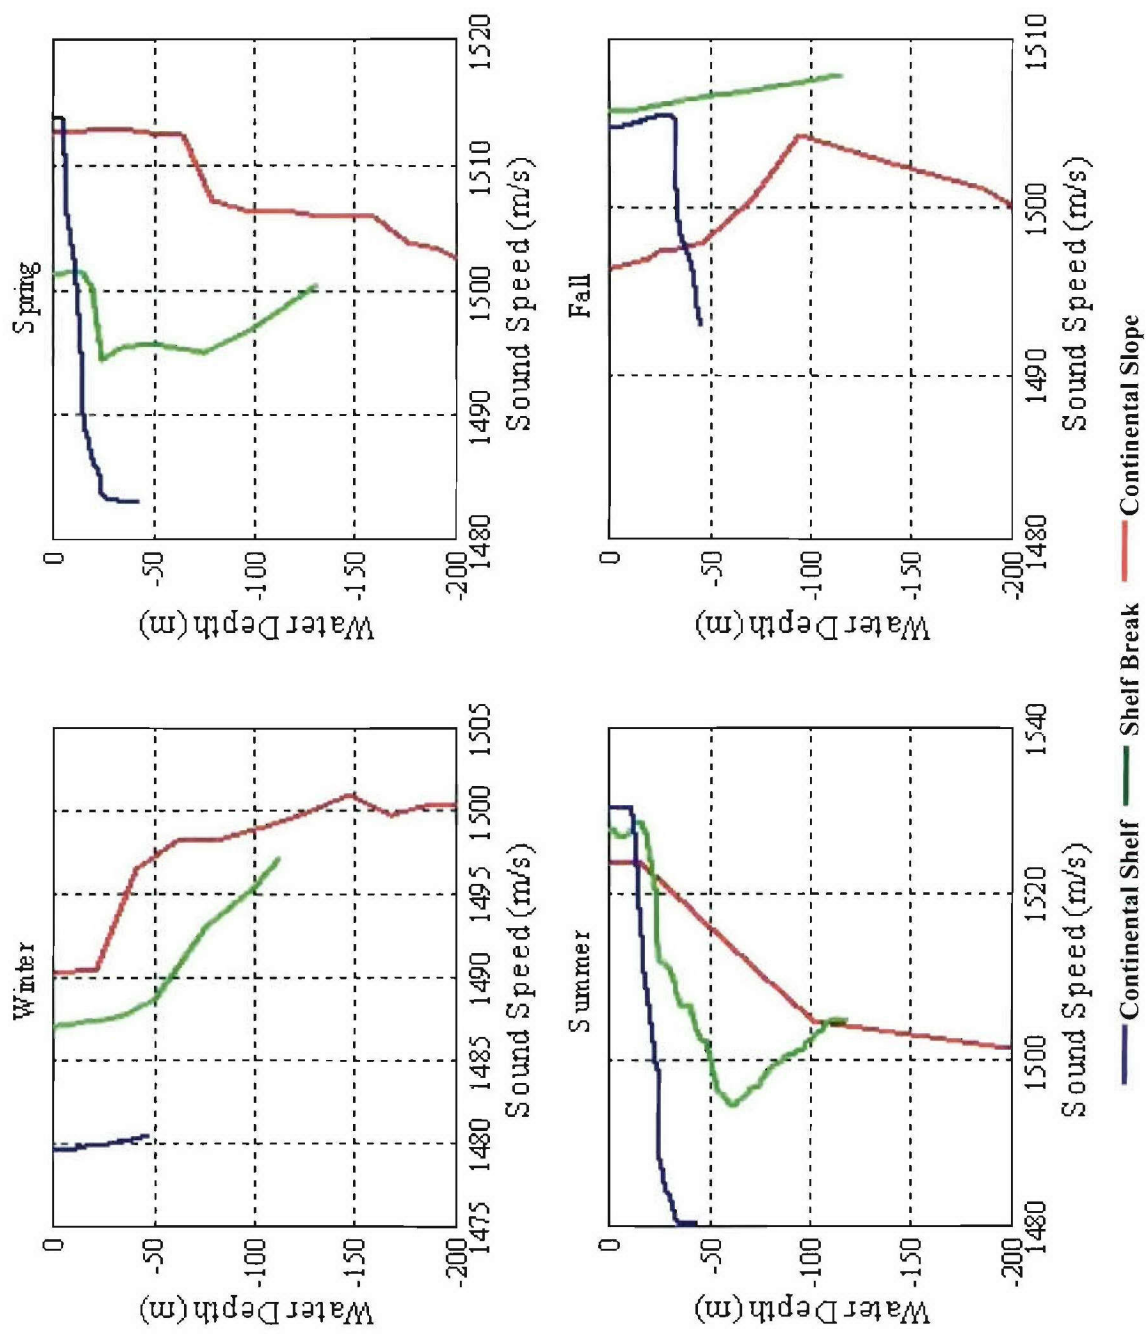 Winter
0
-50
-100
-150
-200
1475 1480 1485 1490 1495 1500 1505
Water Depth (m)
Sound Speed (m/s)
Spring
0
-50
-100
-150
-200
1480 1490 1500 1510 1520
Water Depth (m)
Sound Speed (m/s)
Summer
0
-50
-100
-150
-200
1480 1500 1520 1540
Water Depth (m)
Sound Speed (m/s)
Fall
0
-50
-100
-150
-200
1480 1490 1500 1510
Water Depth (m)
Sound Speed (m/s)
Continental Shelf Shelf Break Continental Slope